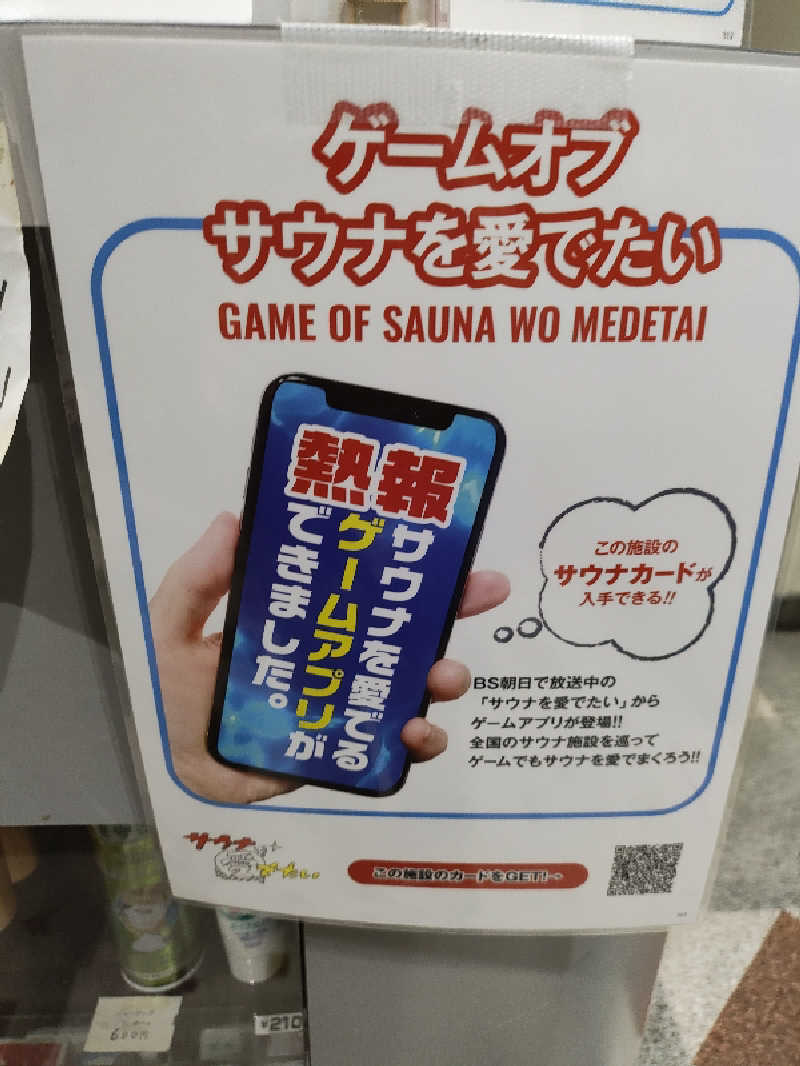 ゲームオブ
サウナを愛でたい
GAME OF SAUNA WO MEDETAI
熱報
サウナを愛でる
ゲームアプリが
できました。
この施設の
サウナカードが
入手できる!!
BS朝日で放送中の
「サウナを愛でたい」から
ゲームアプリが登場!!
全国のサウナ施設を巡って
ゲームでもサウナを愛でまくろう!!
サウナ
この施設のカードをGET!→
¥210